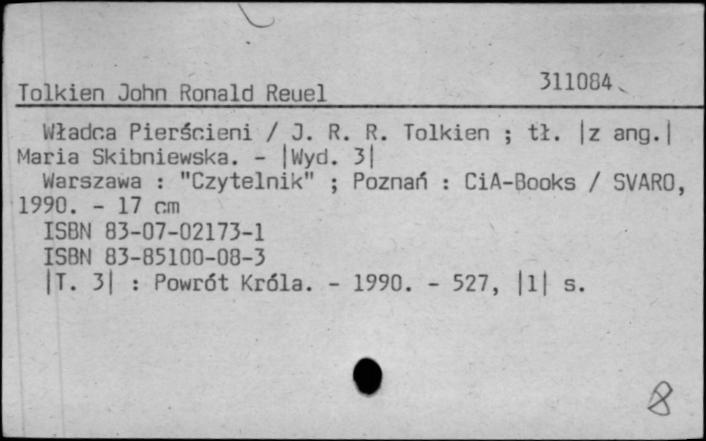 311084
Tolkien John Ronald Reuel
Władca Pierścieni / J. R. R. Tolkien ; tł. |z ang.|
Maria Skibniewska. - |Wyd. 3|
Warszawa : "Czytelnik" ; Poznań : CiA-Books / SVARO,
1990. - 17 cm
ISBN 83-07-02173-1
ISBN 83-85100-08-3
|T. 3| : Powrót Króla. - 1990. - 527, |1| s.
8